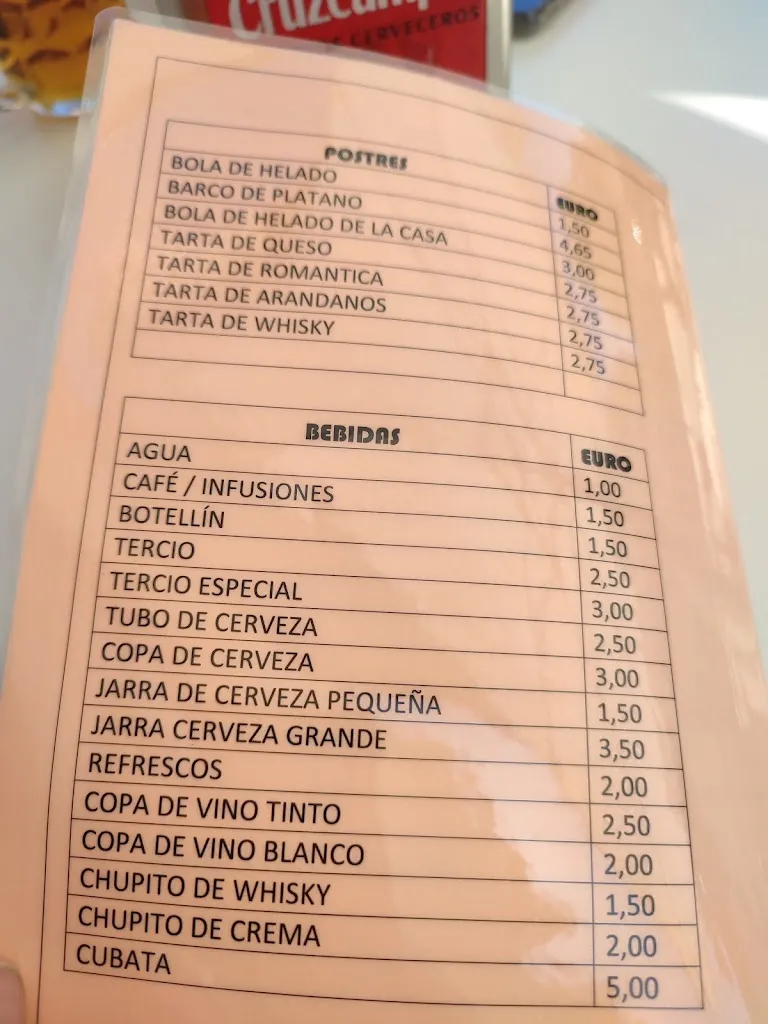 CERVECEROS
POSTRES EURO
BOLA DE HELADO 1,50
BARCO DE PLATANO 4,65
BOLA DE HELADO DE LA CASA 3,00
TARTA DE QUESO 2,75
TARTA DE ROMANTICA 2,75
TARTA DE ARANDANOS 2,75
TARTA DE WHISKY 2,75
BEBIDAS EURO
AGUA 1,00
CAFÉ / INFUSIONES 1,50
BOTELLÍN 1,50
TERCIO 2,50
TERCIO ESPECIAL 3,00
TUBO DE CERVEZA 2,50
COPA DE CERVEZA 3,00
JARRA DE CERVEZA PEQUEÑA 1,50
JARRA CERVEZA GRANDE 3,50
REFRESCOS 2,00
COPA DE VINO TINTO 2,50
COPA DE VINO BLANCO 2,00
CHUPITO DE WHISKY 1,50
CHUPITO DE CREMA 2,00
CUBATA 5,00